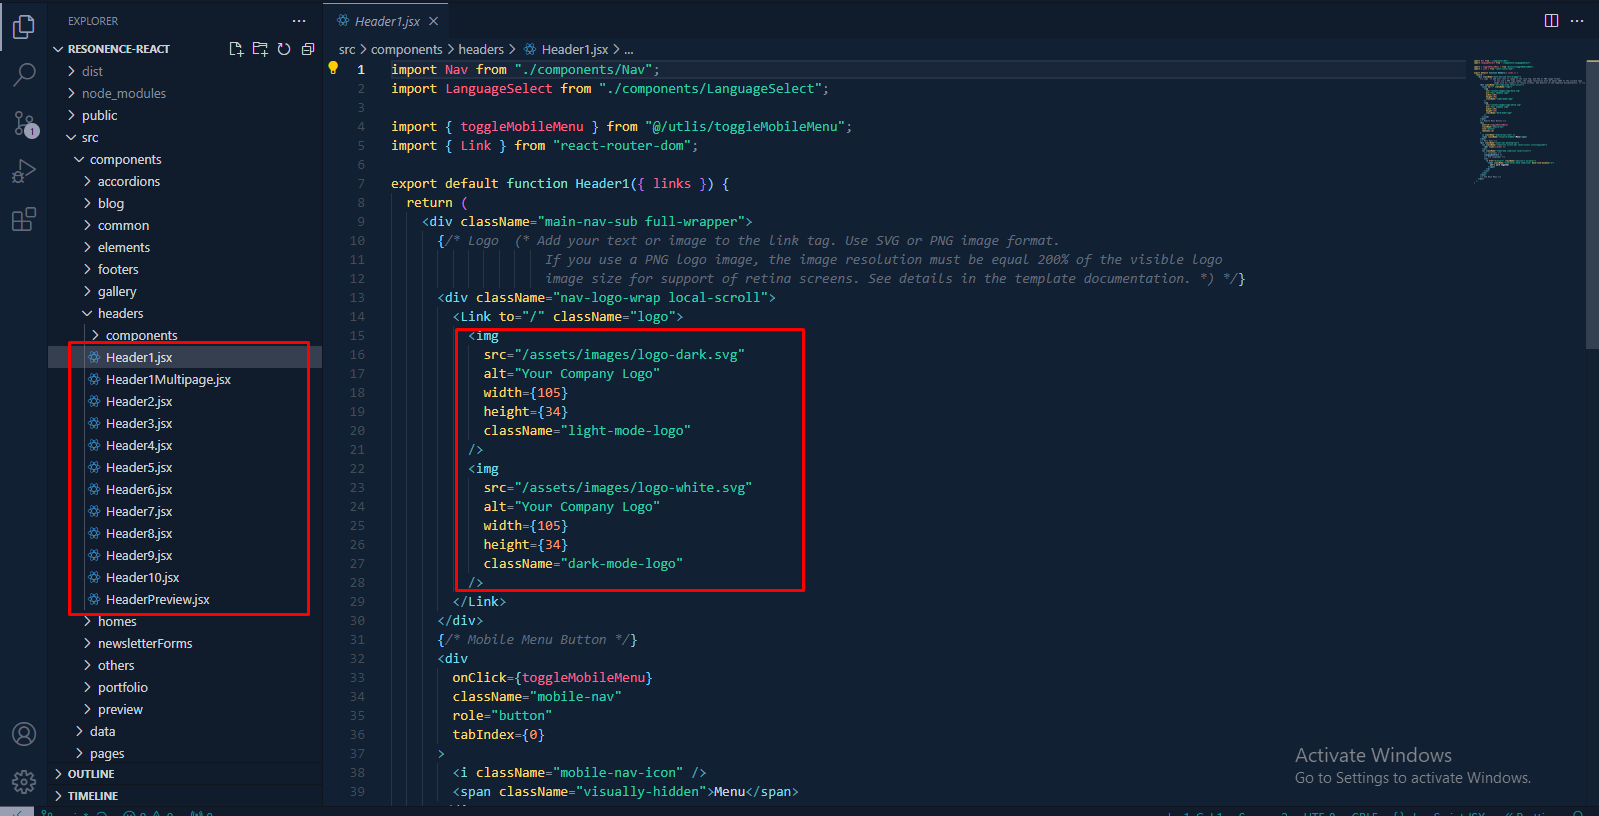 EXPLORER
RESONENCE-REACT
dist
node_modules
public
src
components
accordions
blog
common
elements
footers
gallery
headers
components
Header1.jsx
Header1Multipage.jsx
Header2.jsx
Header3.jsx
Header4.jsx
Header5.jsx
Header6.jsx
Header7.jsx
Header8.jsx
Header9.jsx
Header10.jsx
HeaderPreview.jsx
homes
newsletterForms
others
portfolio
preview
data
pages
OUTLINE
TIMELINE
1
Header1.jsx
src > components > headers > Header1.jsx > ...
1 import Nav from "./components/Nav";
2 import LanguageSelect from "./components/LanguageSelect";
3
4 import { toggleMobileMenu } from "@/utlis/toggleMobileMenu";
5 import { Link } from "react-router-dom";
6
7 export default function Header1({ links }) {
8 return (
9 <div className="main-nav-sub full-wrapper">
10 {/* Logo (* Add your text or image to the link tag. Use SVG or PNG image format.
11 If you use a PNG logo image, the image resolution must be equal 200% of the visible logo
12 image size for support of retina screens. See details in the template documentation. *) */}
13 <div className="nav-logo-wrap local-scroll">
14 <Link to="/" className="logo">
15 <img
16 src="/assets/images/logo-dark.svg"
17 alt="Your Company Logo"
18 width={105}
19 height={34}
20 className="light-mode-logo"
21 />
22 <img
23 src="/assets/images/logo-white.svg"
24 alt="Your Company Logo"
25 width={105}
26 height={34}
27 className="dark-mode-logo"
28 />
29 </Link>
30 </div>
31 {/* Mobile Menu Button */}
32 <div
33 onClick={toggleMobileMenu}
34 className="mobile-nav"
35 role="button"
36 tabIndex={0}
37 >
38 <i className="mobile-nav-icon" />
39 <span className="visually-hidden">Menu</span>
Activate Windows
Go to Settings to activate Windows.